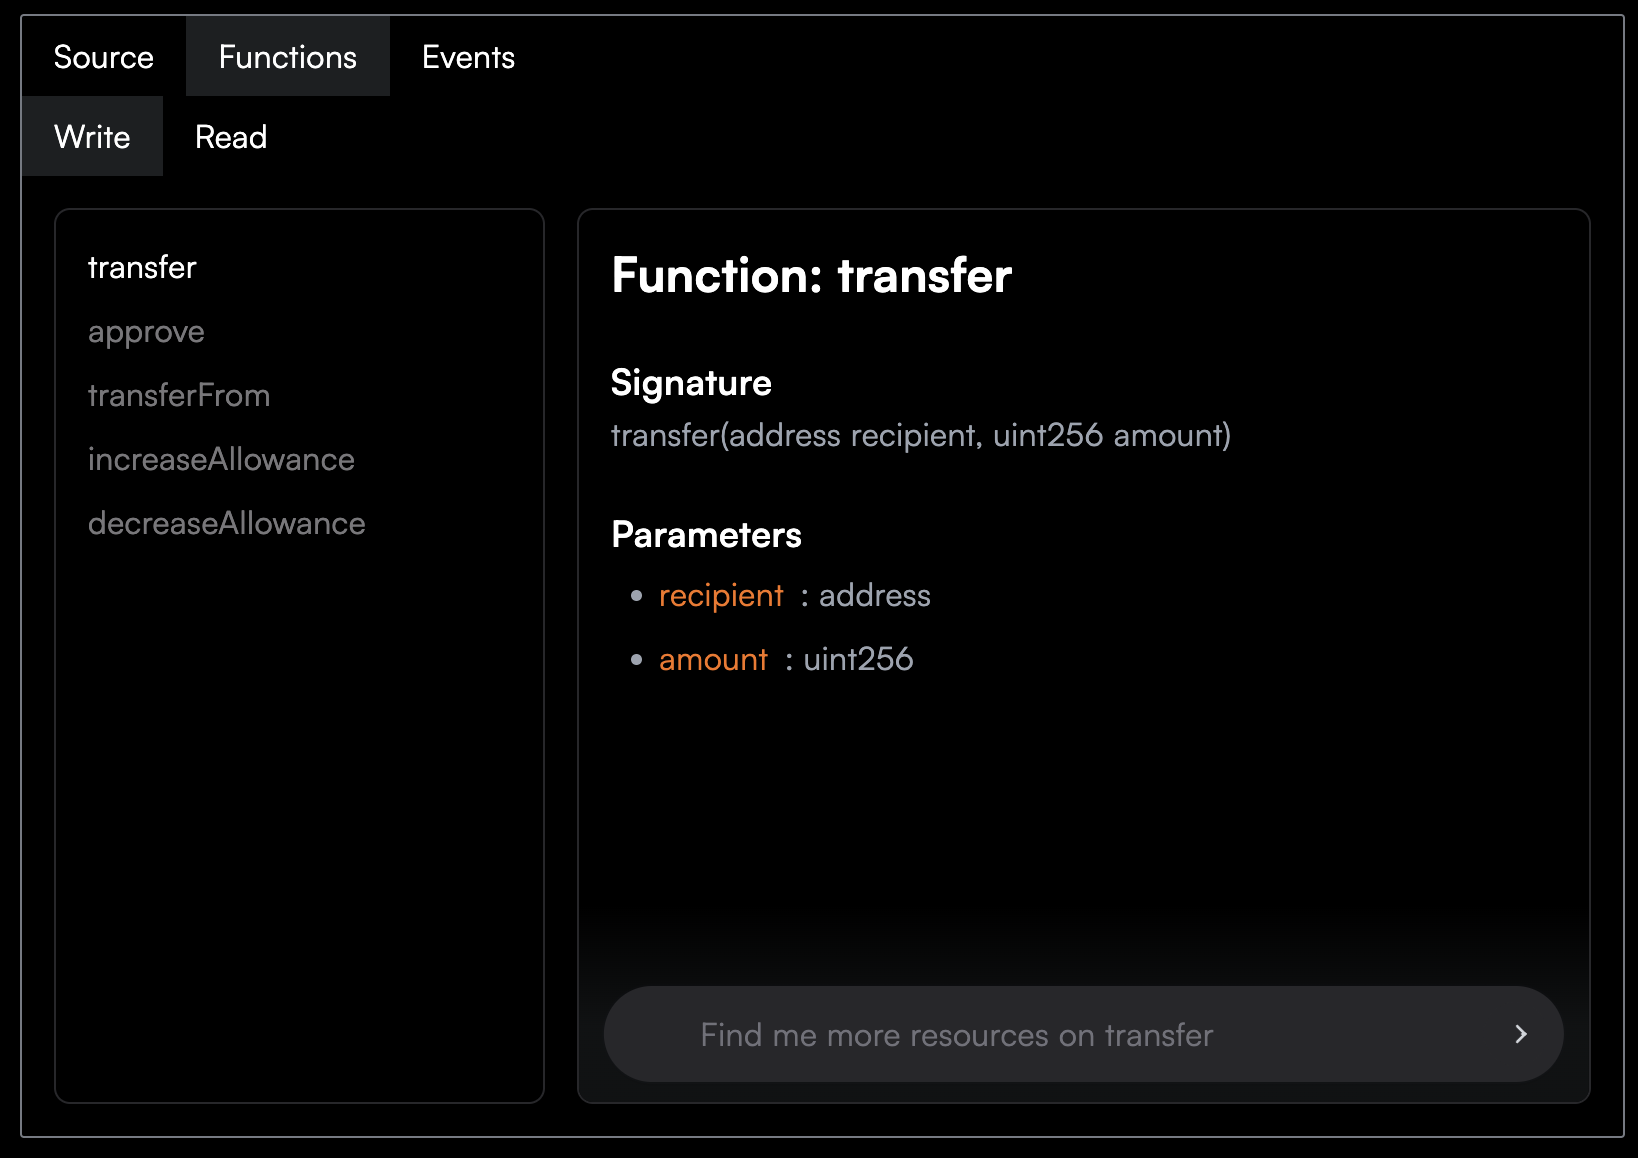 Source Functions Events
Write Read
transfer
approve
transferFrom
increaseAllowance
decreaseAllowance
Function: transfer
Signature
transfer(address recipient, uint256 amount)
Parameters
• recipient : address
• amount : uint256
Find me more resources on transfer